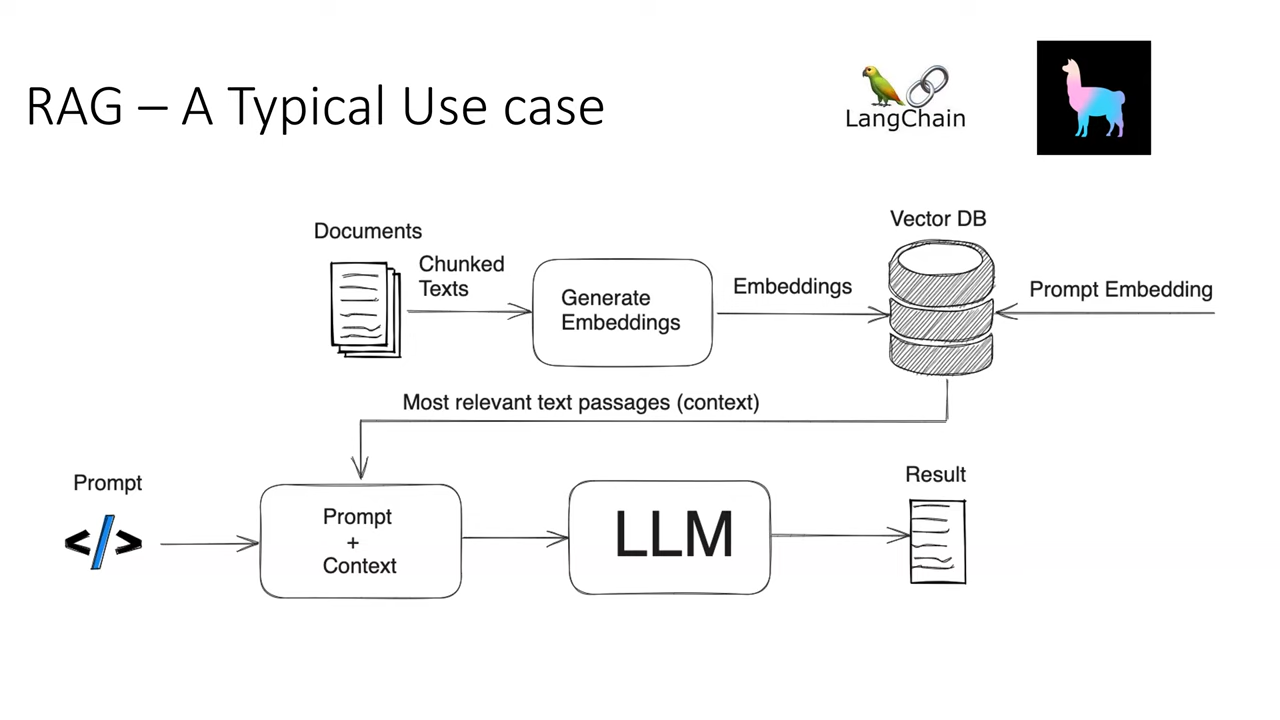 RAG – A Typical Use case
LangChain
Documents
Chunked
Texts
Generate
Embeddings
Embeddings
Vector DB
Prompt Embedding
Most relevant text passages (context)
Prompt
</>
Prompt
+
Context
LLM
Result